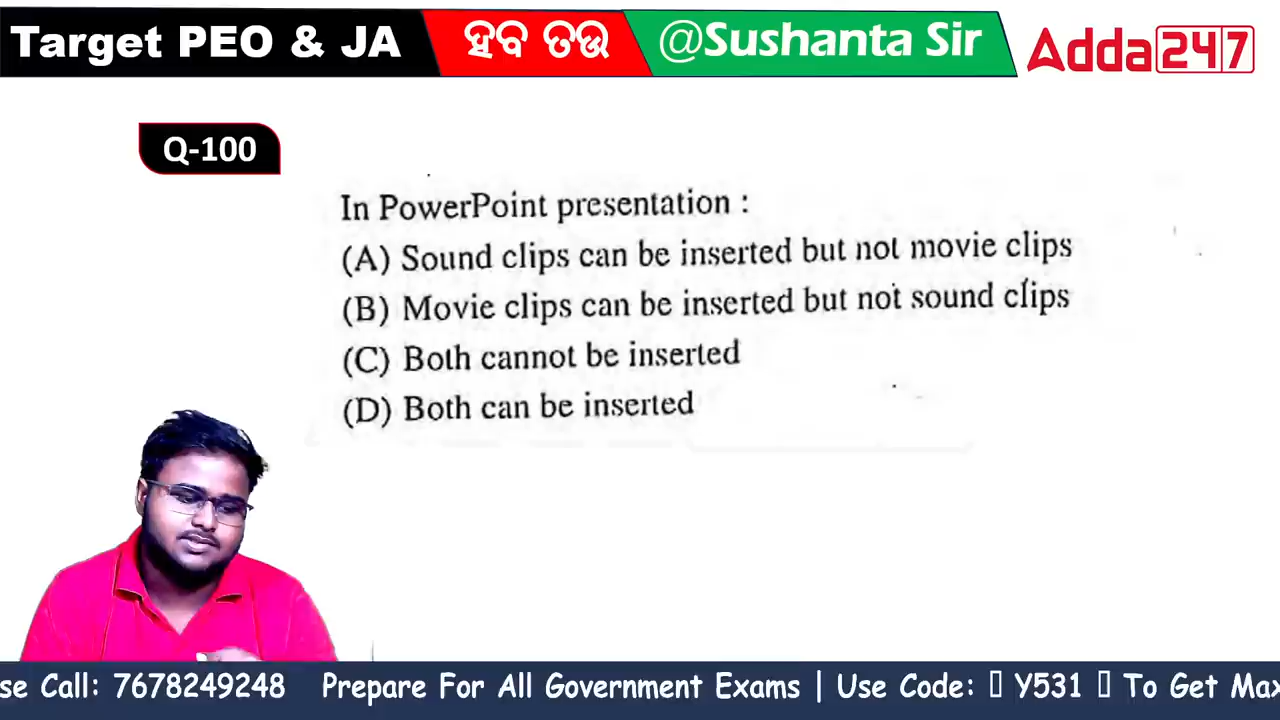 Target PEO & JA ହବ ତଉ @Sushanta Sir Adda247
Q-100
In PowerPoint presentation :
(A) Sound clips can be inserted but not movie clips
(B) Movie clips can be inserted but not sound clips
(C) Both cannot be inserted
(D) Both can be inserted
se Call: 7678249248 Prepare For All Government Exams | Use Code: Y531 To Get Max